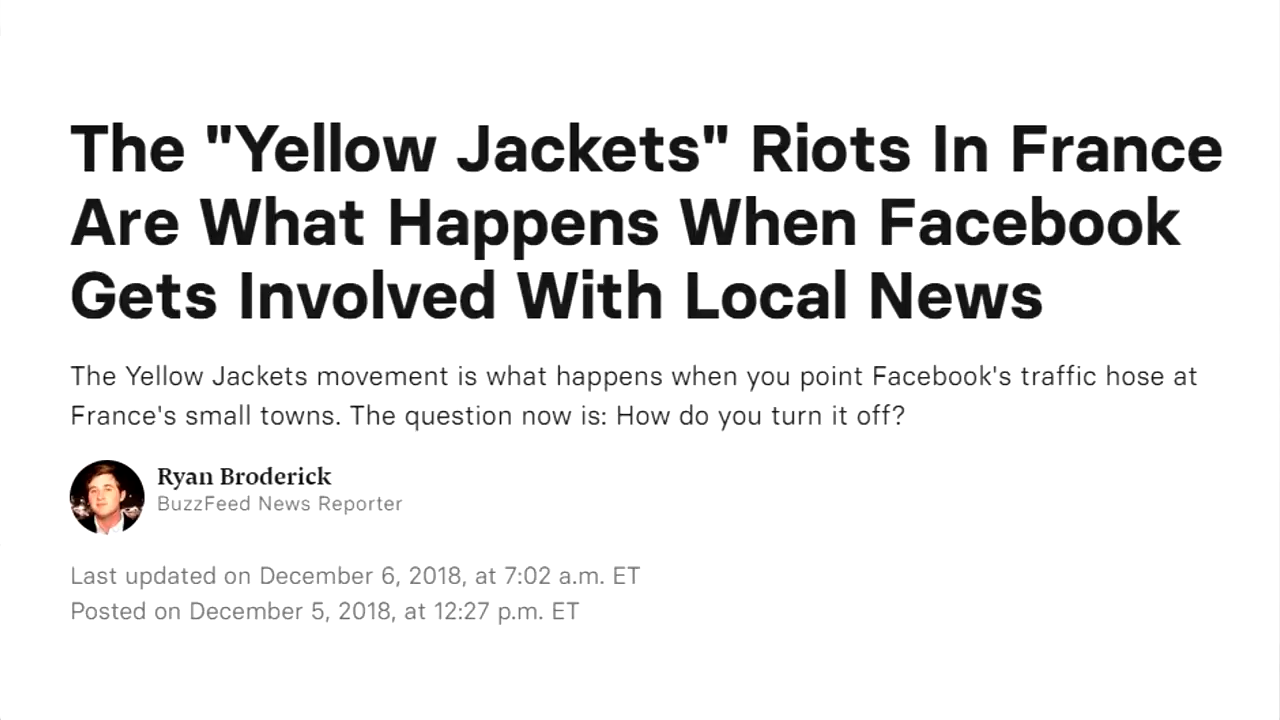 The "Yellow Jackets" Riots In France
Are What Happens When Facebook
Gets Involved With Local News
The Yellow Jackets movement is what happens when you point Facebook's traffic hose at
France's small towns. The question now is: How do you turn it off?
Ryan Broderick
BuzzFeed News Reporter
Last updated on December 6, 2018, at 7:02 a.m. ET
Posted on December 5, 2018, at 12:27 p.m. ET